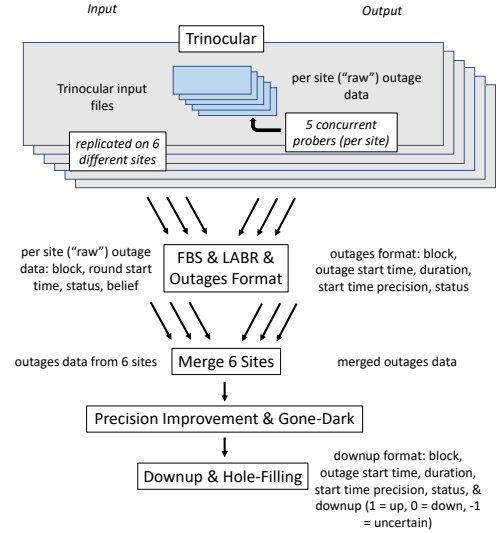 Input
Output
Trinocular
Trinocular input
files
per site ("raw") outage
data
5 concurrent
probers (per site)
replicated on 6
different sites
per site ("raw") outage
data: block, round start
time, status, belief
FBS & LABR &
Outages Format
outages format: block,
outage start time, duration,
start time precision, status
outages data from 6 sites
Merge 6 Sites
merged outages data
Precision Improvement & Gone-Dark
Downup & Hole-Filling
downup format: block,
outage start time, duration,
start time precision, status, &
downup (1 = up, 0 = down, -1
= uncertain)